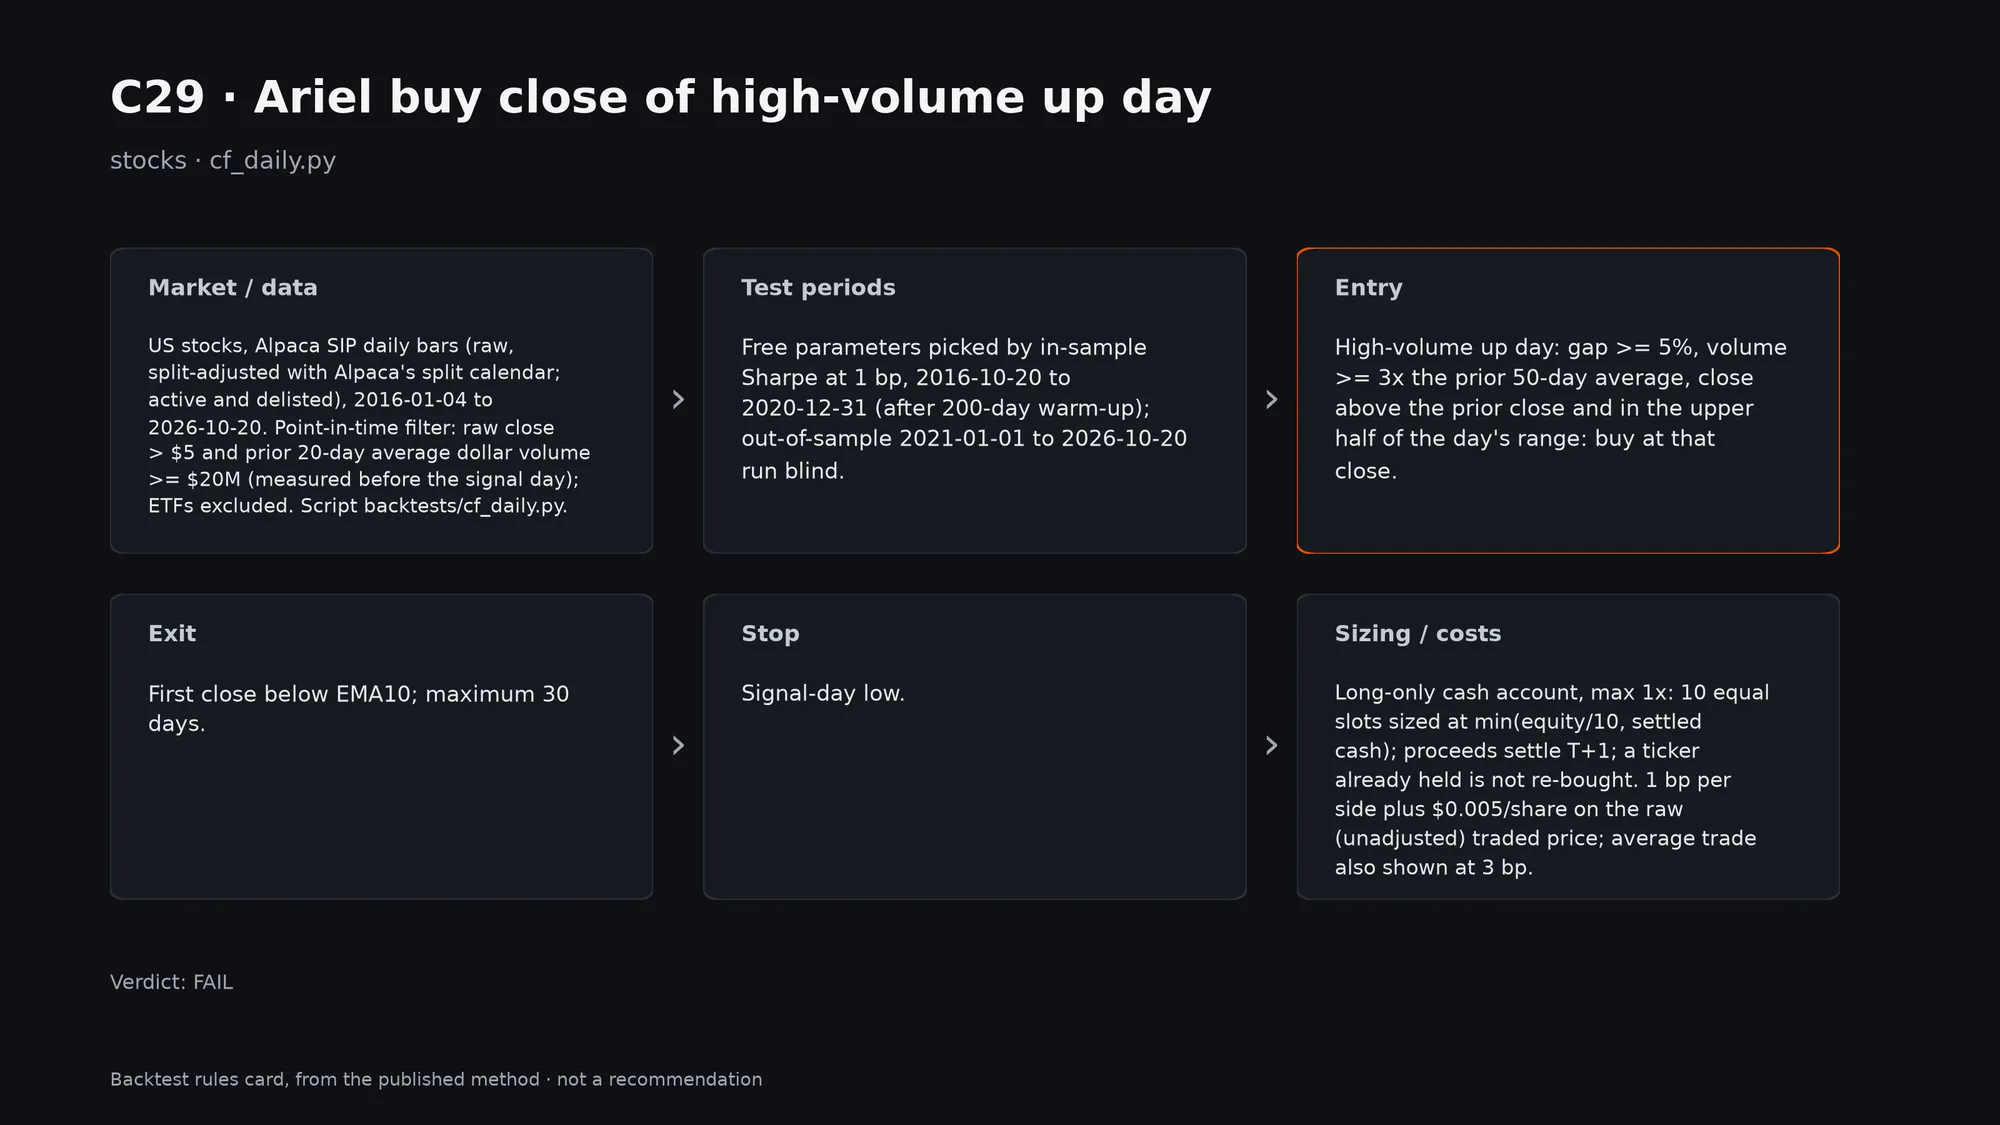 C29 · Ariel buy close of high-volume up day
stocks · cf_daily.py
Market / data
US stocks, Alpaca SIP daily bars (raw,
split-adjusted with Alpaca's split calendar;
active and delisted), 2016-01-04 to
2026-10-20. Point-in-time filter: raw close
> $5 and prior 20-day average dollar volume
>= $20M (measured before the signal day);
ETFs excluded. Script backtests/cf_daily.py.
›
Test periods
Free parameters picked by in-sample
Sharpe at 1 bp, 2016-10-20 to
2020-12-31 (after 200-day warm-up);
out-of-sample 2021-01-01 to 2026-10-20
run blind.
›
Entry
High-volume up day: gap >= 5%, volume
>= 3x the prior 50-day average, close
above the prior close and in the upper
half of the day's range: buy at that
close.
Exit
First close below EMA10; maximum 30
days.
›
Stop
Signal-day low.
›
Sizing / costs
Long-only cash account, max 1x: 10 equal
slots sized at min(equity/10, settled
cash); proceeds settle T+1; a ticker
already held is not re-bought. 1 bp per
side plus $0.005/share on the raw
(unadjusted) traded price; average trade
also shown at 3 bp.
Verdict: FAIL
Backtest rules card, from the published method · not a recommendation